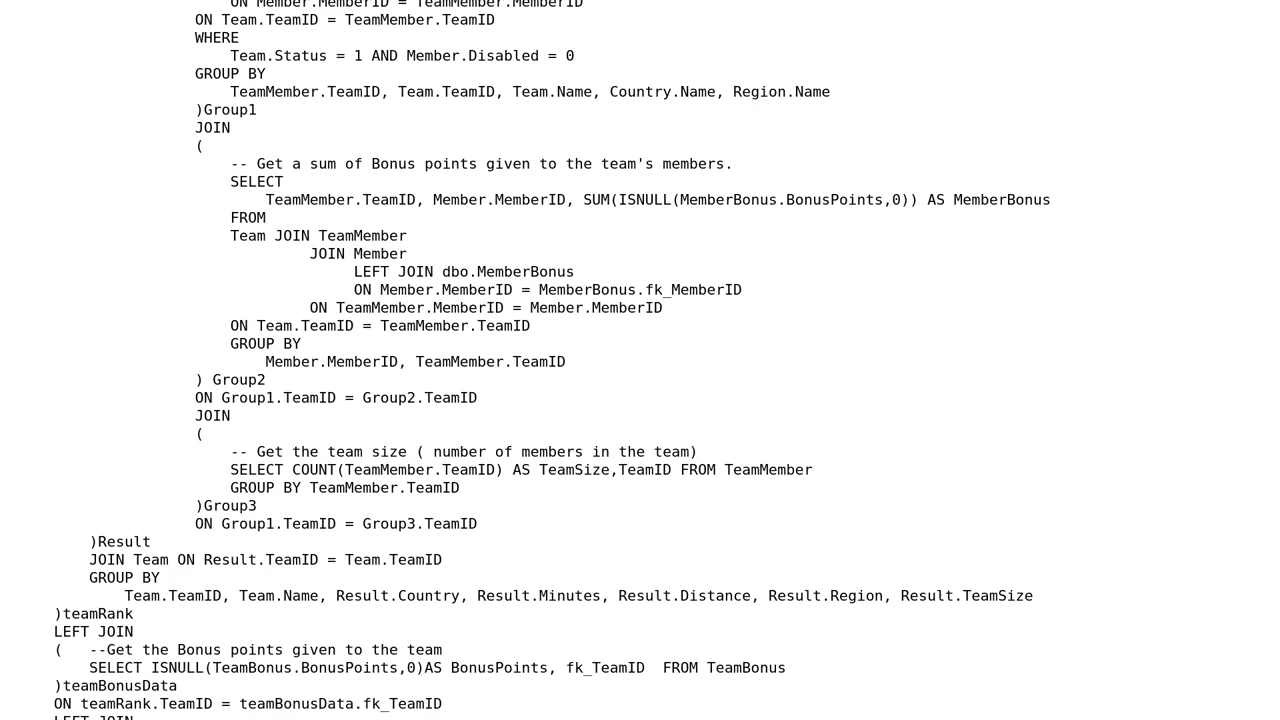 ON Member.MemberID = TeamMember.MemberID
ON Team.TeamID = TeamMember.TeamID
WHERE
Team.Status = 1 AND Member.Disabled = 0
GROUP BY
TeamMember.TeamID, Team.TeamID, Team.Name, Country.Name, Region.Name
)Group1
JOIN
(
-- Get a sum of Bonus points given to the team's members.
SELECT
TeamMember.TeamID, Member.MemberID, SUM(ISNULL(MemberBonus.BonusPoints,0)) AS MemberBonus
FROM
Team JOIN TeamMember
JOIN Member
LEFT JOIN dbo.MemberBonus
ON Member.MemberID = MemberBonus.fk_MemberID
ON TeamMember.MemberID = Member.MemberID
ON Team.TeamID = TeamMember.TeamID
GROUP BY
Member.MemberID, TeamMember.TeamID
) Group2
ON Group1.TeamID = Group2.TeamID
JOIN
(
-- Get the team size ( number of members in the team)
SELECT COUNT(TeamMember.TeamID) AS TeamSize,TeamID FROM TeamMember
GROUP BY TeamMember.TeamID
)Group3
ON Group1.TeamID = Group3.TeamID
)Result
JOIN Team ON Result.TeamID = Team.TeamID
GROUP BY
Team.TeamID, Team.Name, Result.Country, Result.Minutes, Result.Distance, Result.Region, Result.TeamSize
)teamRank
LEFT JOIN
(   --Get the Bonus points given to the team
SELECT ISNULL(TeamBonus.BonusPoints,0)AS BonusPoints, fk_TeamID  FROM TeamBonus
)teamBonusData
ON teamRank.TeamID = teamBonusData.fk_TeamID
LEFT JOIN